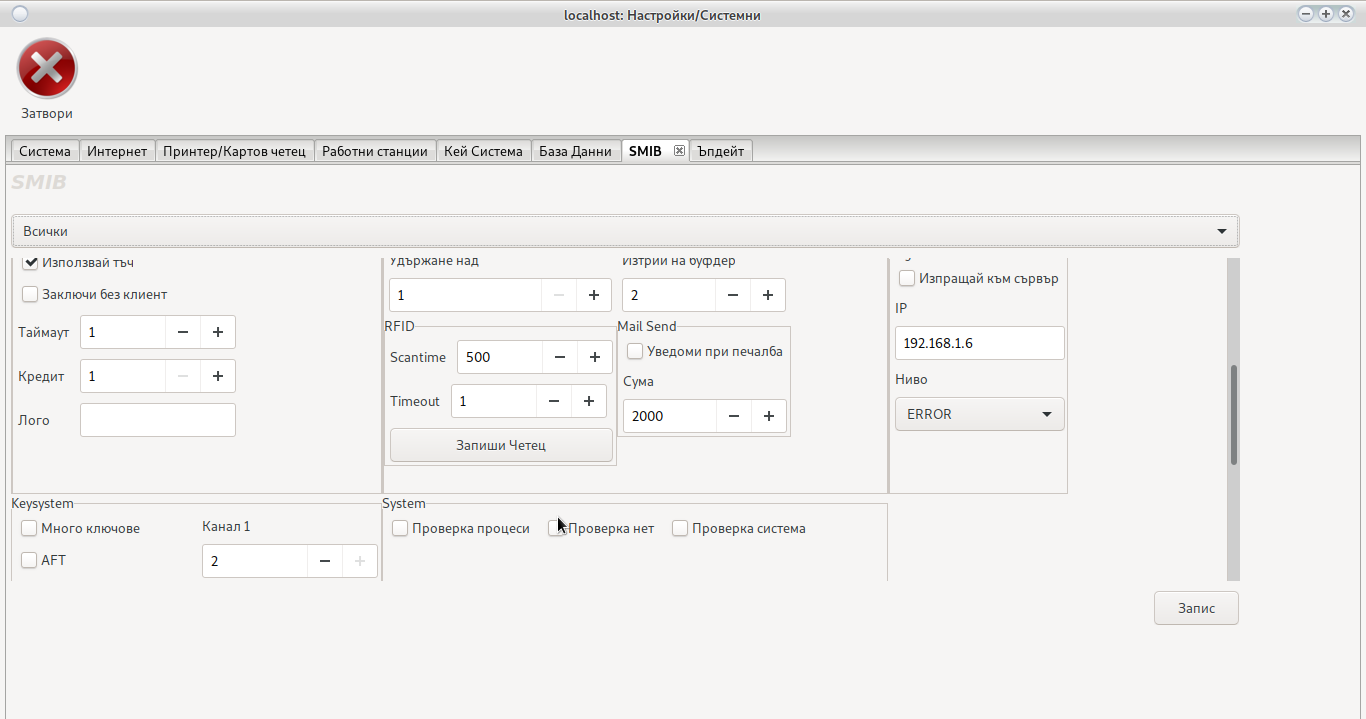 localhost: Настройки/Системни
Затвори
Система Интернет Принтер/Картов четец Работни станции Кей Система База Данни SMIB Ъпдейт
SMIB
Всички
Използвай тъч
Заключи без клиент
Таймаут 1
Кредит 1
Лого
Удържане над
1
Изтрий на буфдер
2
RFID
Scantime 500
Timeout 1
Запиши Четец
Mail Send
Уведоми при печалба
Сума
2000
Изпращай към сървър
IP
192.168.1.6
Ниво
ERROR
Keysystem
Много ключове
AFT
Канал 1
2
System
Проверка процеси Проверка нет Проверка система
Запис